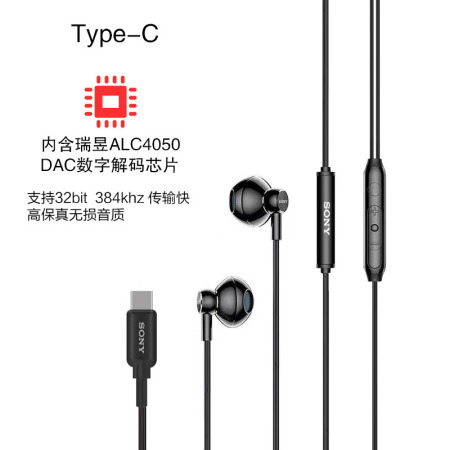 Type-C
内含瑞昱ALC4050
DAC数字解码芯片
支持32bit 384khz 传输快
高保真无损音质
SONY
SONY
SONY